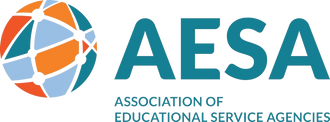 AESA
ASSOCIATION OF
EDUCATIONAL SERVICE AGENCIES